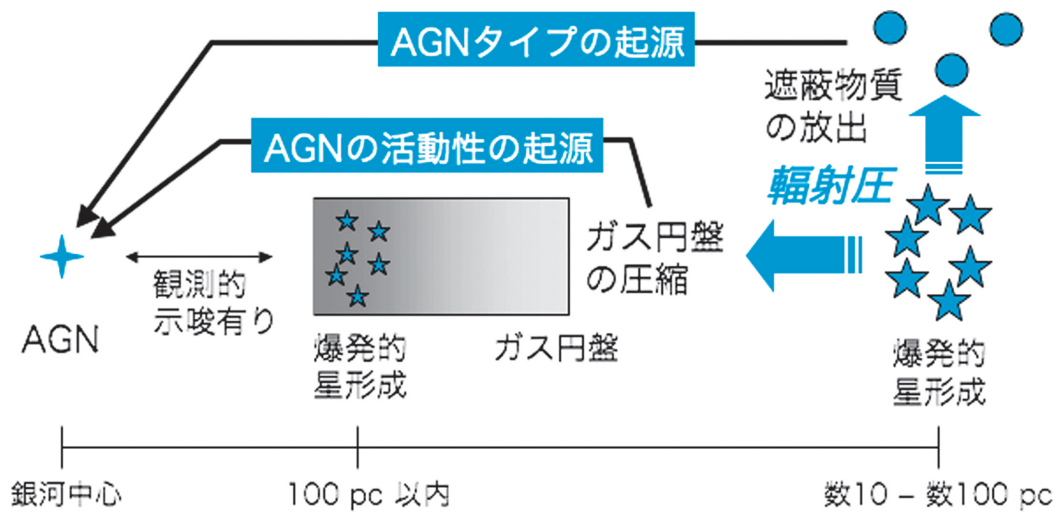 AGNタイプの起源
遮蔽物質
の放出
AGNの活動性の起源
輻射圧
ガス円盤
の圧縮
観測的
示唆有り
AGN
爆発的
星形成
ガス円盤
爆発的
星形成
銀河中心
100 pc 以内
数10 – 数100 pc